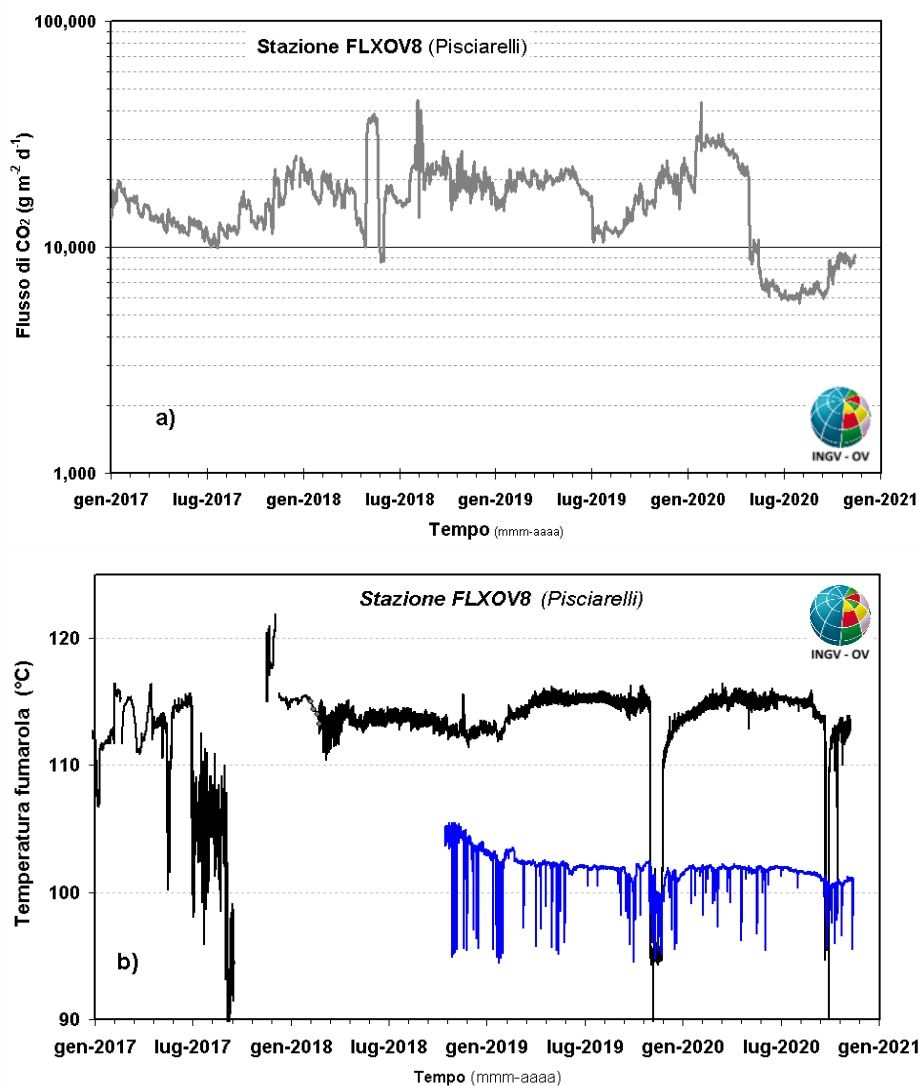 100,000
Stazione FLXOV8 (Pisciarelli)
Flusso di CO₂ (g m⁻² d⁻¹)
10,000
a)
INGV - OV
1,000
gen-2017 lug-2017 gen-2018 lug-2018 gen-2019 lug-2019 gen-2020 lug-2020 gen-2021
Tempo (mmm-aaaa)
Stazione FLXOV8 (Pisciarelli)
120
INGV - OV
Temperatura fumarola (°C)
110
100
b)
90
gen-2017 lug-2017 gen-2018 lug-2018 gen-2019 lug-2019 gen-2020 lug-2020 gen-2021
Tempo (mmm-aaaa)